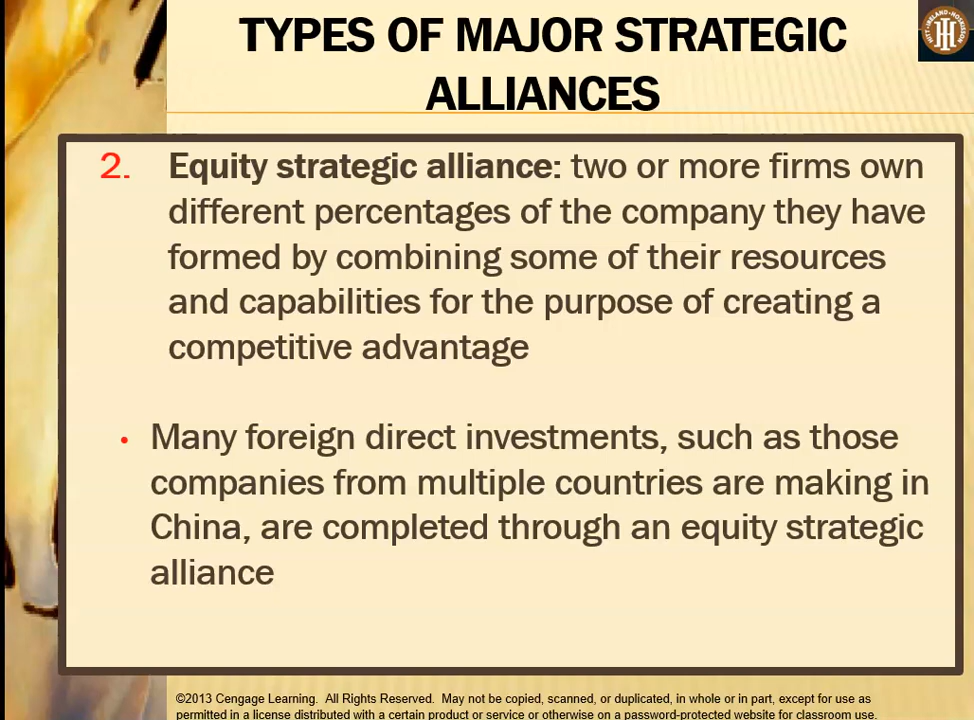 TYPES OF MAJOR STRATEGIC
ALLIANCES
HITT•IRELAND•HOSKISSON
2. Equity strategic alliance: two or more firms own
different percentages of the company they have
formed by combining some of their resources
and capabilities for the purpose of creating a
competitive advantage
• Many foreign direct investments, such as those
companies from multiple countries are making in
China, are completed through an equity strategic
alliance
©2013 Cengage Learning. All Rights Reserved. May not be copied, scanned, or duplicated, in whole or in part, except for use as
permitted in a license distributed with a certain product or service or otherwise on a password-protected website for classroom use.